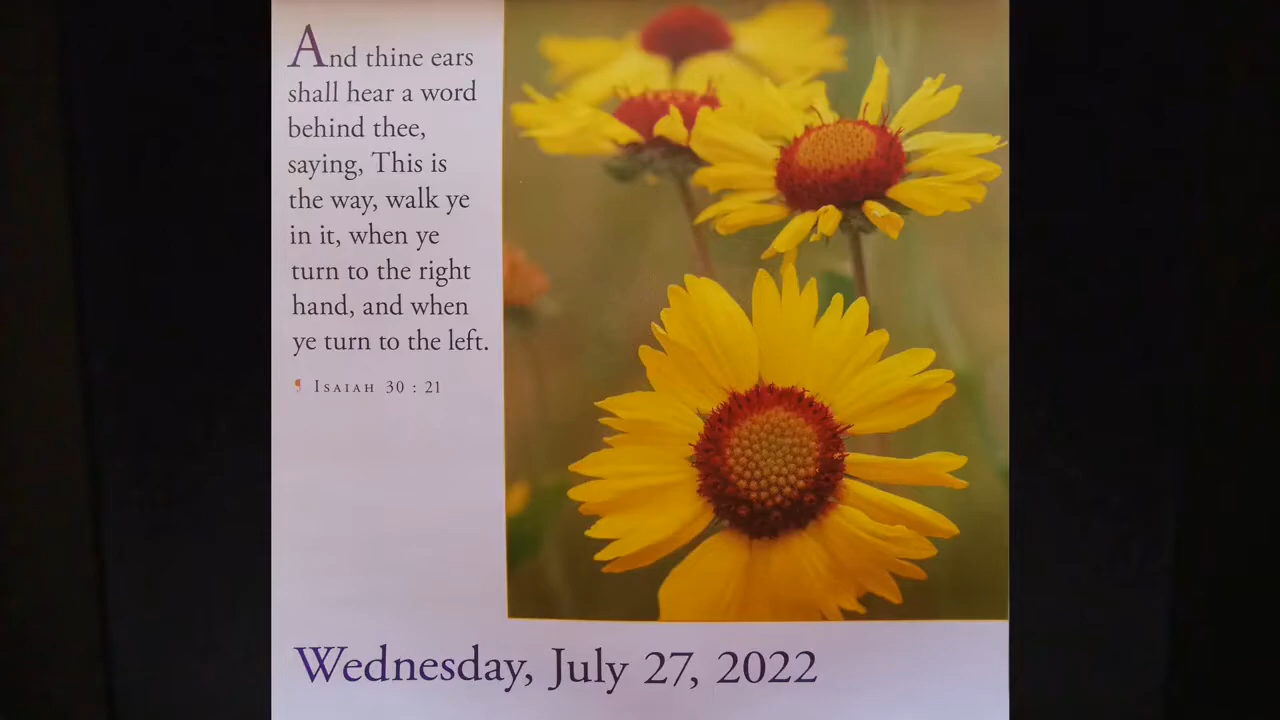 And thine ears
shall hear a word
behind thee,
saying, This is
the way, walk ye
in it, when ye
turn to the right
hand, and when
ye turn to the left.
¶ Isaiah 30 : 21
Wednesday, July 27, 2022